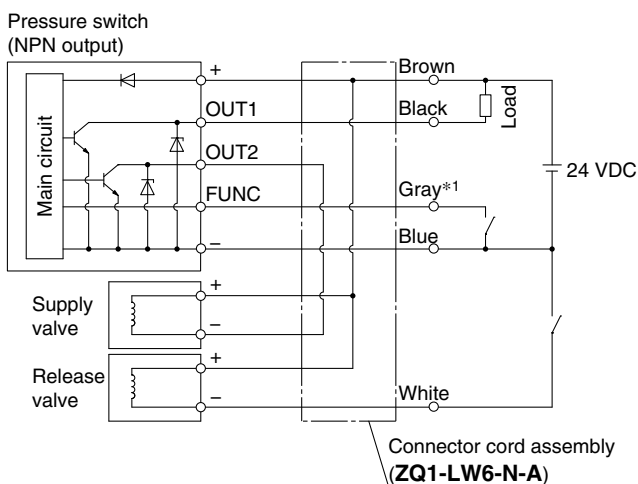 Pressure switch
(NPN output)
Main circuit
+
OUT1
OUT2
FUNC
–
Brown
Black
Gray*1
Blue
Load
24 VDC
Supply
valve
+
–
Release
valve
+
–
White
Connector cord assembly
(ZQ1-LW6-N-A)